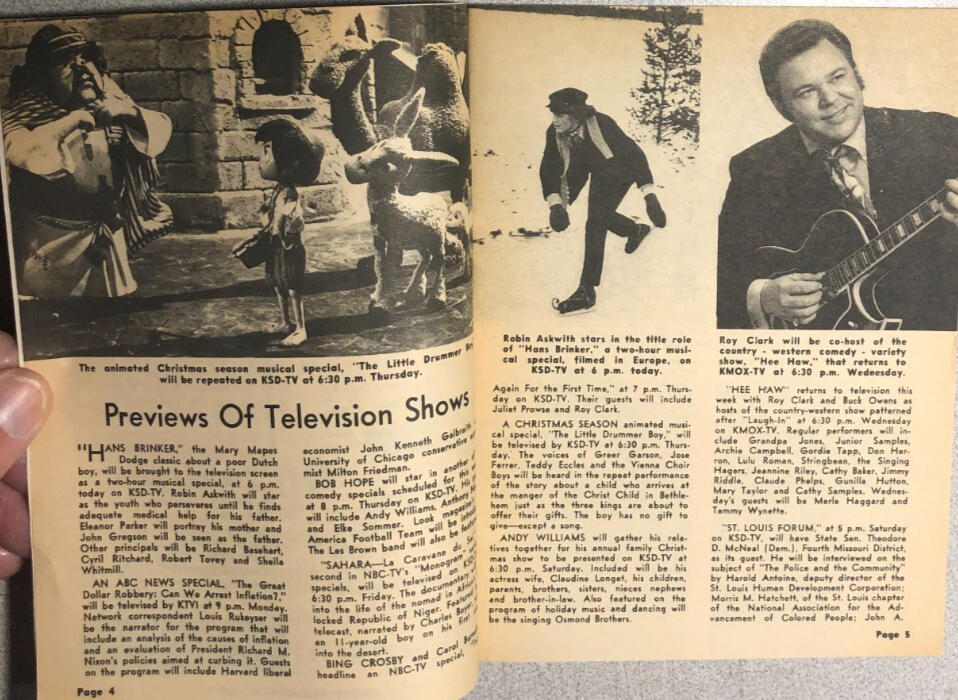 The animated Christmas season musical special, "The Little Drummer
will be repeated on KSD-TV at 6:30 p.m. Thursday.
Previews Of Television Shows
"HANS BRINKER," the Mary Mapes
Dodge classic about a poor Dutch
boy, will be brought to the television screen
as a two-hour musical special, at 6 p.m.
today on KSD-TV. Robin Askwith will star
as the youth who perseveres until he finds
adequate medical help for his father.
Eleanor Parker will portray his mother and
John Gregson will be seen as the father.
Other principals will be Richard Basehart,
Cyril Ritchard, Robert Tovey and Sheila
Whitmill.
AN ABC NEWS SPECIAL, "The Great
Dollar Robbery: Can We Arrest Inflation?,"
will be televised by KTVI at 9 p.m. Monday.
Network correspondent Louis Rukeyser will
be the narrator for the program that will
include an analysis of the causes of inflation
and an evaluation of President Richard M.
Nixon's policies aimed at curbing it. Guests
on the program will include Harvard liberal
Page 4
economist John Kenneth
University of Chicago conservative
mist Milton Friedman.
BOB HOPE will star in another
comedy specials scheduled for this
at 8 p.m. Thursday on KSD-TV. His
will include Andy Williams, Anthony
and Elke Sommer. Look magazine's
America Football Team will be
The Les Brown band will also be
"SAHARA—La Caravane du
second in NBC-TV's "Monogram
specials, will be televised on
6:30 p.m. Friday. The documentary
into the life of the nomad in
locked Republic of Niger.
telecast, narrated by Charles
an 11-year-old boy on his first
into the desert.
BING CROSBY and Carol
headline an NBC-TV special,
Robin Askwith stars in the title role
of "Hans Brinker," a two-hour musi-
cal special, filmed in Europe, on
KSD-TV at 6 p.m. today.
Again For the First Time," at 7 p.m. Thurs-
day on KSD-TV. Their guests will include
Juliet Prowse and Roy Clark.
A CHRISTMAS SEASON animated musi-
cal special, "The Little Drummer Boy," will
be televised by KSD-TV at 6:30 p.m. Thurs-
day. The voices of Greer Garson, Jose
Ferrer, Teddy Eccles and the Vienna Choir
Boys will be heard in the repeat performance
of the story about a child who arrives at
the manger of the Christ Child in Bethle-
hem just as the three kings are about to
offer their gifts. The boy has no gift to
give—except a song.
ANDY WILLIAMS will gather his rela-
tives together for his annual family Christ-
mas show to be presented on KSD-TV at
6:30 p.m. Saturday. Included will be his
actress wife, Claudine Longet, his children,
parents, brothers, sisters, nieces nephews
and brother-in-law. Also featured on the
program of holiday music and dancing will
be the singing Osmond Brothers.
Roy Clark will be co-host of the
country - western comedy - variety
show, "Hee Haw," that returns to
KMOX-TV at 6:30 p.m. Wednesday.
"HEE HAW" returns to television this
week with Roy Clark and Buck Owens as
hosts of the country-western show patterned
after "Laugh-In" at 6:30 p.m. Wednesday
on KMOX-TV. Regular performers will in-
clude Grandpa Jones, Junior Samples,
Archie Campbell, Gordie Tapp, Don Har-
ron, Lulu Roman, Stringbean, the Singing
Hagers, Jeannine Riley, Cathy Baker, Jimmy
Riddle, Claude Phelps, Gunilla Hutton,
Mary Taylor and Cathy Samples. Wednes-
day's guests will be Merle Haggard and
Tammy Wynette.
"ST. LOUIS FORUM," at 5 p.m. Saturday
on KSD-TV, will have State Sen. Theodore
D. McNeal (Dem.), Fourth Missouri District,
as its guest. He will be interviewed on the
subject of "The Police and the Community"
by Harold Antoine, deputy director of the
St. Louis Human Development Corporation;
Morris M. Hatchett, of the St. Louis chapter
of the National Association for the Ad-
vancement of Colored People; John A.
Page 5